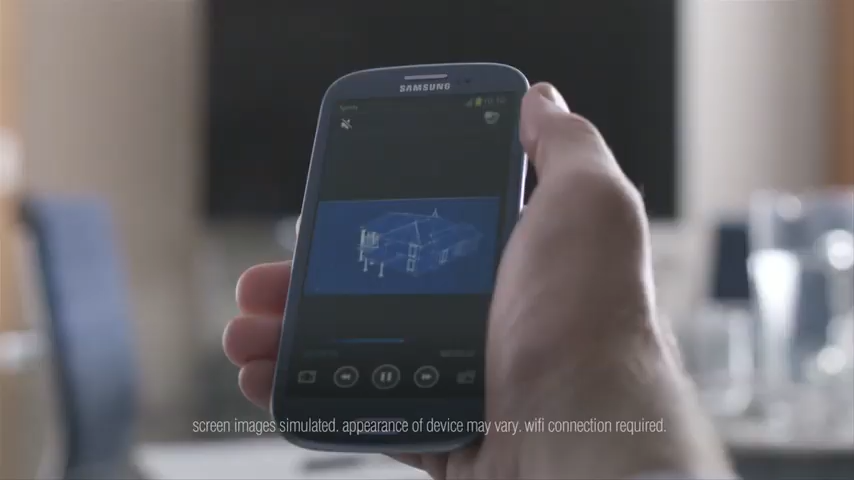 SAMSUNG
screen images simulated. appearance of device may vary. wifi connection required.